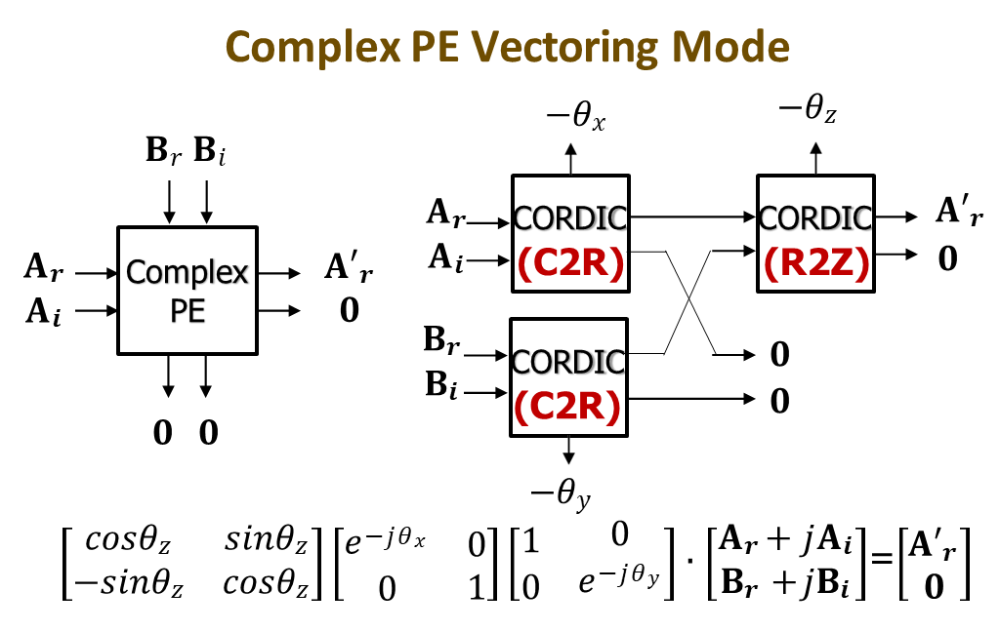 Complex PE Vectoring Mode
−θx
−θz
Br Bi
Ar
Ai
Complex
PE
A′r
0
0 0
Ar
Ai
CORDIC
(C2R)
CORDIC
(R2Z)
A′r
0
Br
Bi
CORDIC
(C2R)
0
0
−θy
[cosθz sinθz −sinθz cosθz] [e^−jθx 0 0 1] [1 0 0 e^−jθy] · [Ar + jAi Br + jBi] = [A′r 0]